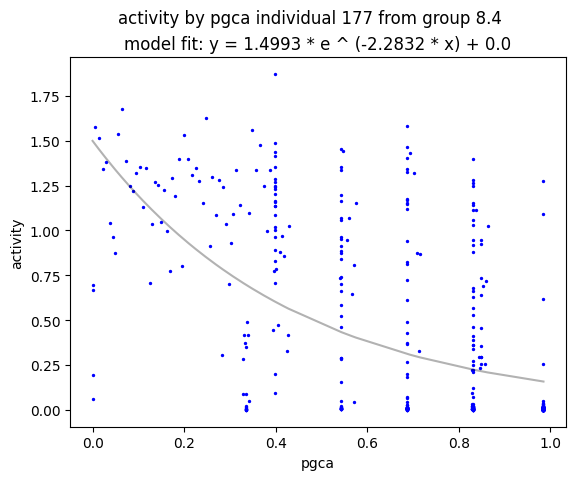 activity by pgca individual 177 from group 8.4
model fit: y = 1.4993 * e ^ (-2.2832 * x) + 0.0
activity
1.75
1.50
1.25
1.00
0.75
0.50
0.25
0.00
0.0 0.2 0.4 0.6 0.8 1.0
pgca